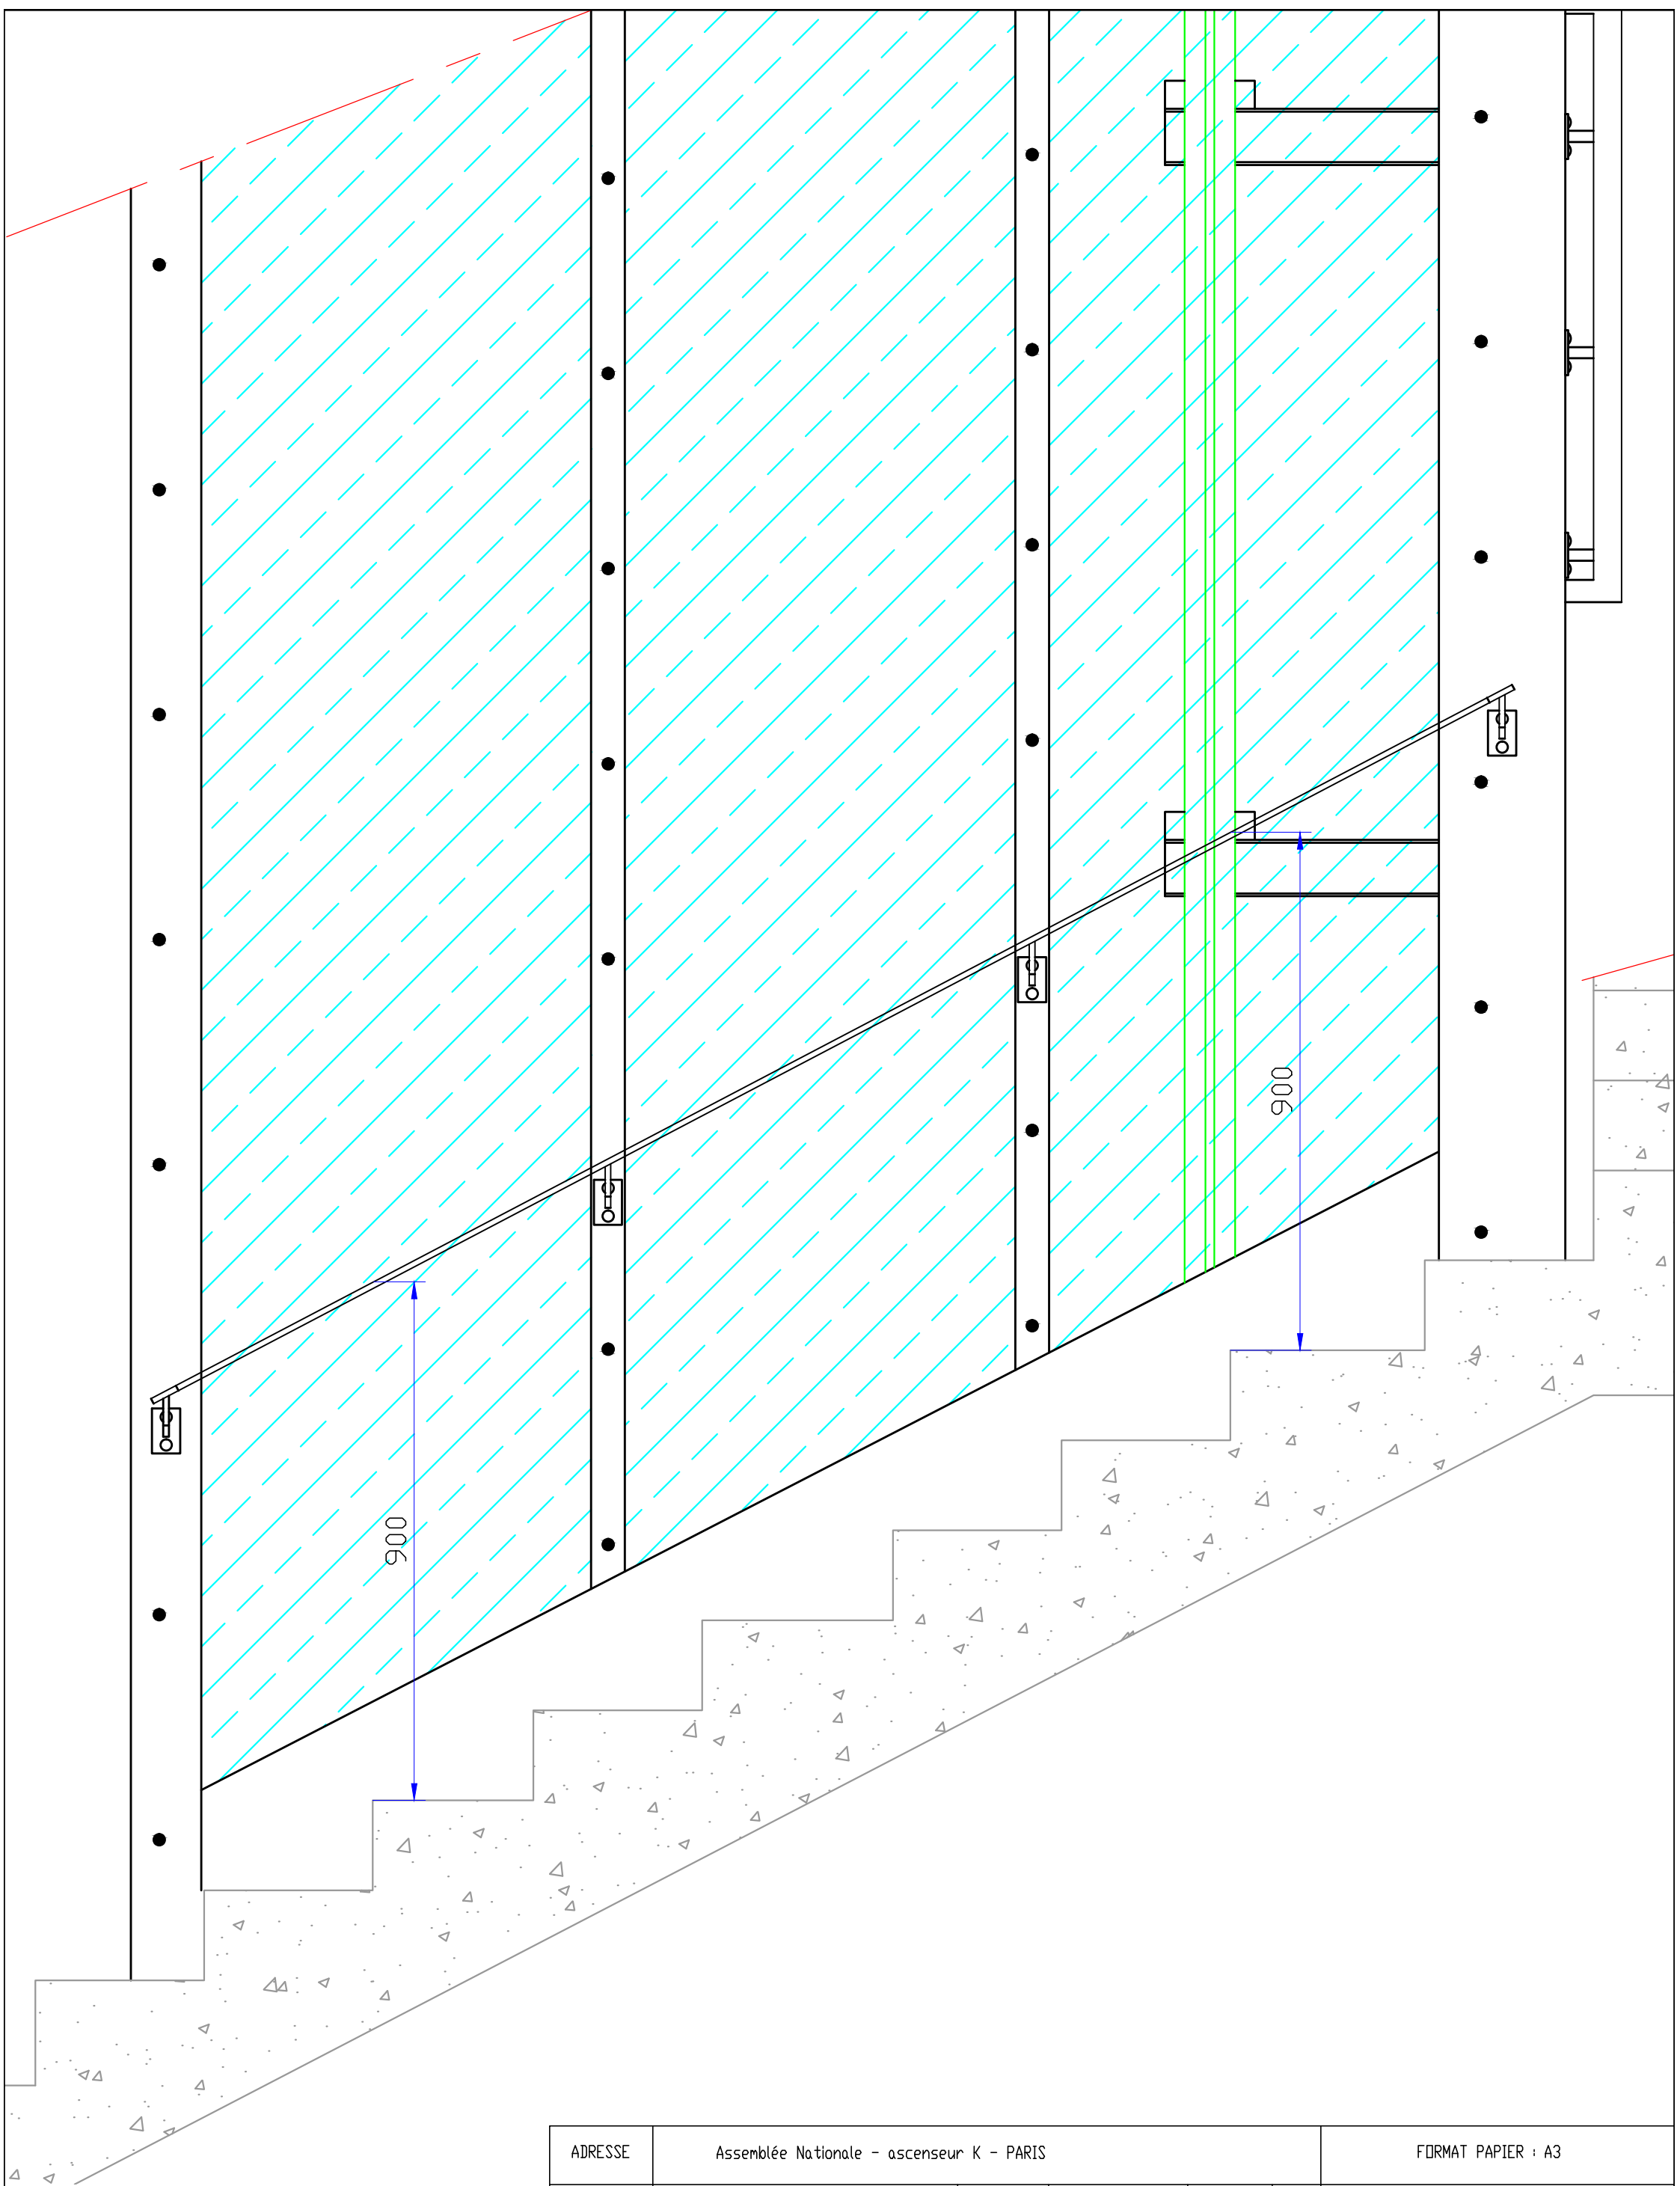 900
900
ADRESSE
Assemblée Nationale - ascenseur K - PARIS
FORMAT PAPIER : A3